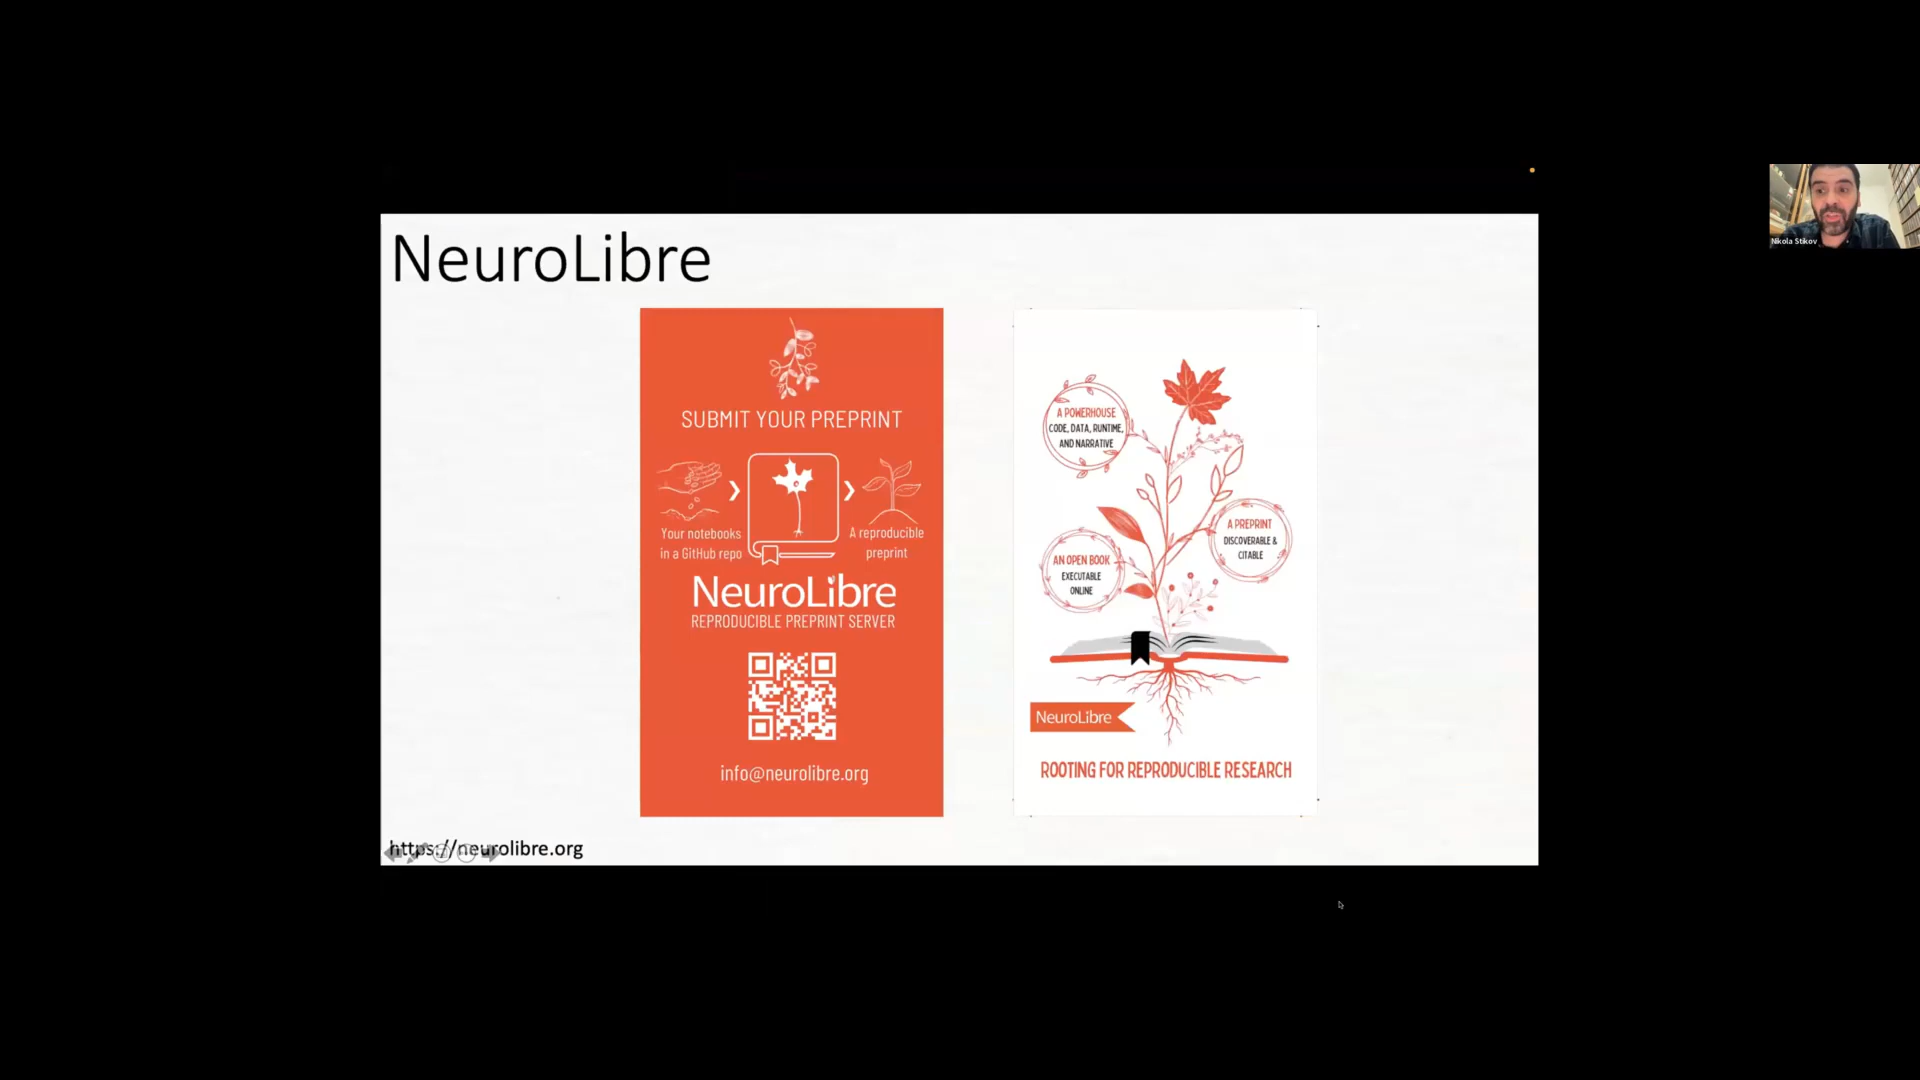 NeuroLibre
SUBMIT YOUR PREPRINT
Your notebooks
in a GitHub repo
A reproducible
preprint
NeuroLibre
REPRODUCIBLE PREPRINT SERVER
info@neurolibre.org
A POWERHOUSE
CODE, DATA, RUNTIME,
AND NARRATIVE
A PREPRINT
DISCOVERABLE &
CITABLE
AN OPEN BOOK
EXECUTABLE
ONLINE
NeuroLibre
ROOTING FOR REPRODUCIBLE RESEARCH
https://neurolibre.org
Nikola Stikov